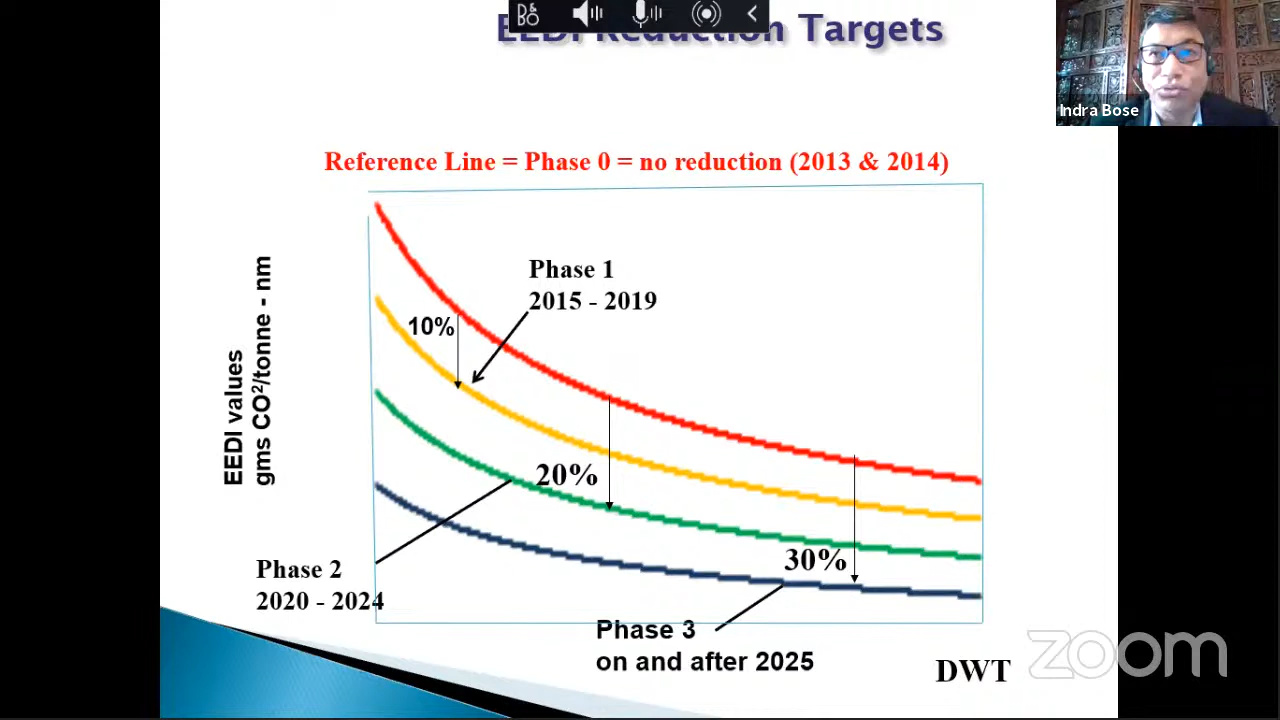 EEDI Reduction Targets
Indra Bose
Reference Line = Phase 0 = no reduction (2013 & 2014)
Phase 1
2015 - 2019
10%
EEDI values
gms CO²/tonne - nm
20%
30%
Phase 2
2020 - 2024
Phase 3
on and after 2025
DWT
zoom